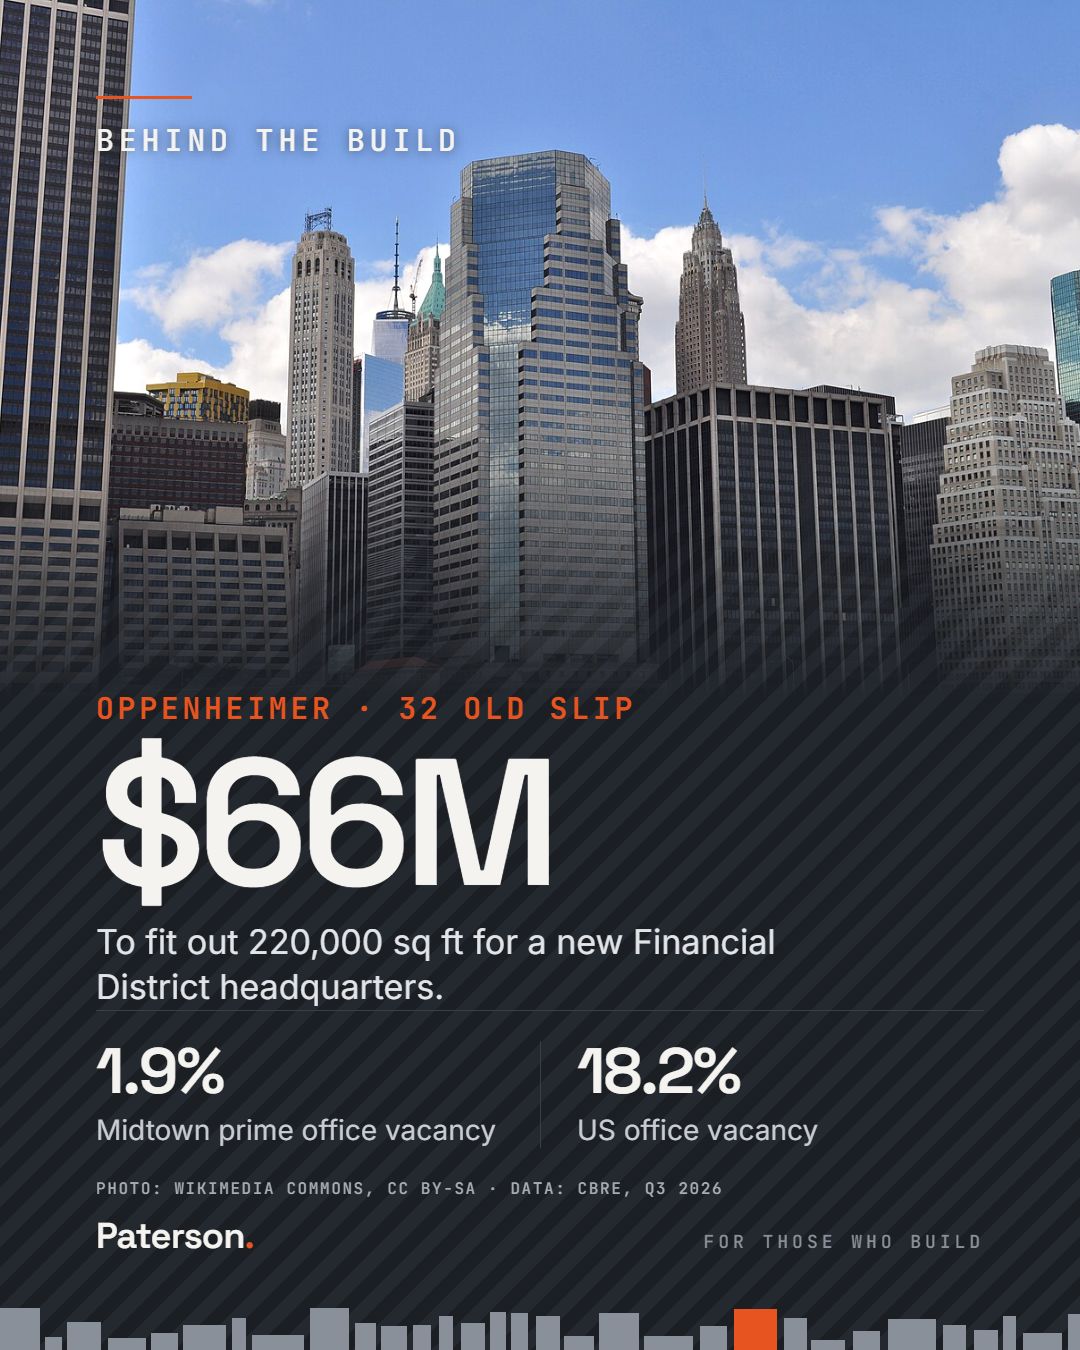 BEHIND THE BUILD
OPPENHEIMER · 32 OLD SLIP
$66M
To fit out 220,000 sq ft for a new Financial
District headquarters.
1.9%
Midtown prime office vacancy
18.2%
US office vacancy
PHOTO: WIKIMEDIA COMMONS, CC BY-SA · DATA: CBRE, Q3 2026
Paterson.
FOR THOSE WHO BUILD